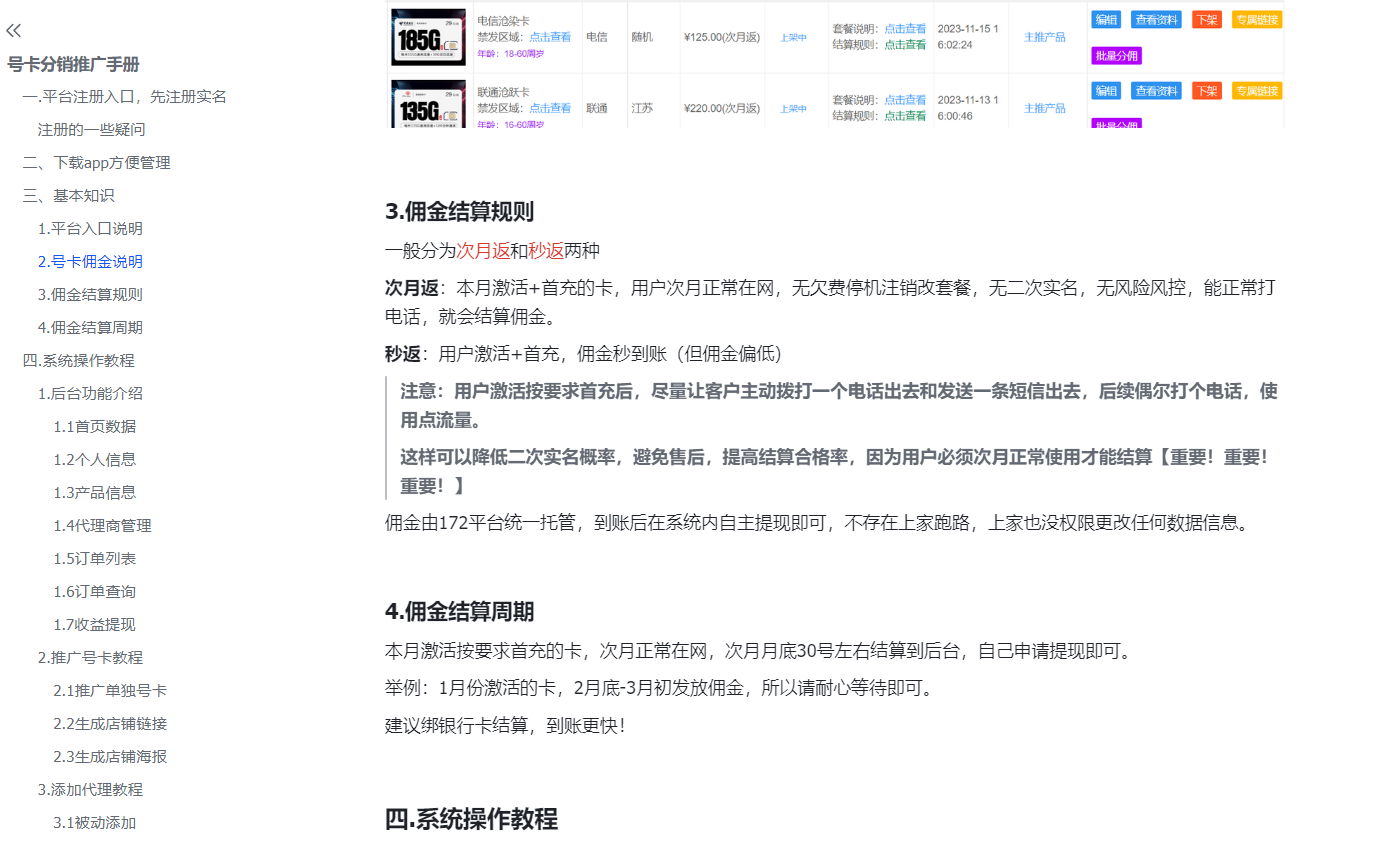 号卡分销推广手册
一.平台注册入口，先注册实名
注册的一些疑问
二、下载app方便管理
三、基本知识
1.平台入口说明
2.号卡佣金说明
3.佣金结算规则
4.佣金结算周期
四.系统操作教程
1.后台功能介绍
1.1首页数据
1.2个人信息
1.3产品信息
1.4代理商管理
1.5订单列表
1.6订单查询
1.7收益提现
2.推广号卡教程
2.1推广单独号卡
2.2生成店铺链接
2.3生成店铺海报
3.添加代理教程
3.1被动添加
185G
电信沧染卡
禁发区域：点击查看
年龄：18-60周岁
电信
随机
¥125.00(次月返)
上架中
套餐说明：点击查看
结算规则：点击查看
2023-11-15 1
6:02:24
主推产品
编辑 查看资料 下架 专属链接
批量分佣
135G
联通沧跃卡
禁发区域：点击查看
年龄：16-60周岁
联通
江苏
¥220.00(次月返)
上架中
套餐说明：点击查看
结算规则：点击查看
2023-11-13 1
6:00:46
主推产品
编辑 查看资料 下架 专属链接
批量分佣
3.佣金结算规则
一般分为次月返和秒返两种
次月返：本月激活+首充的卡，用户次月正常在网，无欠费停机注销改套餐，无二次实名，无风险风控，能正常打
电话，就会结算佣金。
秒返：用户激活+首充，佣金秒到账（但佣金偏低）
注意：用户激活按要求首充后，尽量让客户主动拨打一个电话出去和发送一条短信出去，后续偶尔打个电话，使
用点流量。
这样可以降低二次实名概率，避免售后，提高结算合格率，因为用户必须次月正常使用才能结算【重要！重要！
重要！】
佣金由172平台统一托管，到账后在系统内自主提现即可，不存在上家跑路，上家也没权限更改任何数据信息。
4.佣金结算周期
本月激活按要求首充的卡，次月正常在网，次月月底30号左右结算到后台，自己申请提现即可。
举例：1月份激活的卡，2月底-3月初发放佣金，所以请耐心等待即可。
建议绑银行卡结算，到账更快！
四.系统操作教程